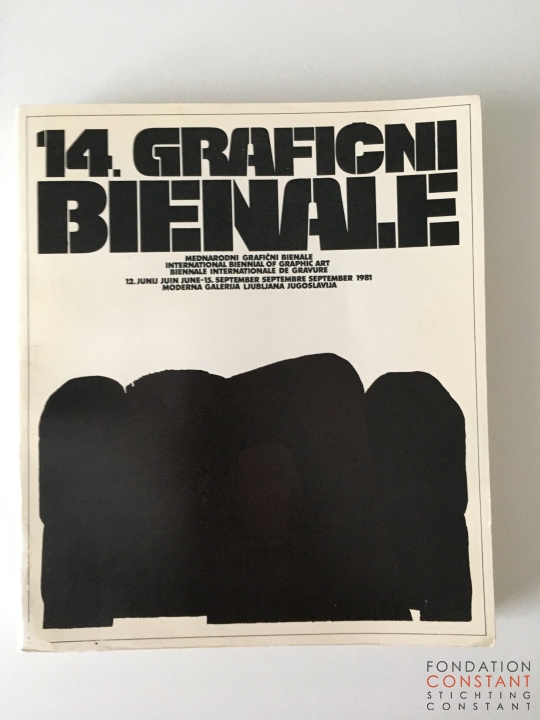 14. GRAFIČNI
BIENALE
MEDNARODNI GRAFIČNI BIENALE
INTERNATIONAL BIENNIAL OF GRAPHIC ART
BIENNALE INTERNATIONALE DE GRAVURE
12. JUNIJ JUIN JUNE-15. SEPTEMBER SEPTEMBRE SEPTEMBER 1981
MODERNA GALERIJA LJUBLJANA JUGOSLAVIJA
FONDATION
CONSTANT
STICHTING
CONSTANT